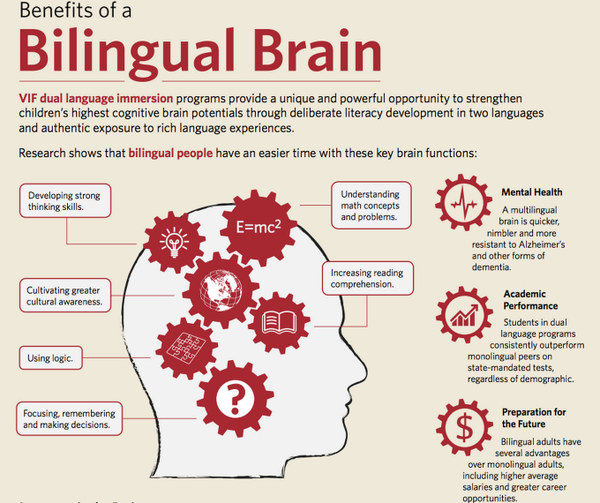 Benefits of a
Bilingual Brain
VIF dual language immersion programs provide a unique and powerful opportunity to strengthen
children's highest cognitive brain potentials through deliberate literacy development in two languages
and authentic exposure to rich language experiences.
Research shows that bilingual people have an easier time with these key brain functions:
Developing strong
thinking skills.
Understanding
math concepts
and problems.
E=mc²
Cultivating greater
cultural awareness.
Increasing reading
comprehension.
Using logic.
Focusing, remembering
and making decisions.
?
Mental Health
A multilingual
brain is quicker,
nimbler and more
resistant to Alzheimer's
and other forms of
dementia.
Academic
Performance
Students in dual
language programs
consistently outperform
monolingual peers on
state-mandated tests,
regardless of demographic.
$
Preparation for
the Future
Bilingual adults have
several advantages
over monolingual adults,
including higher average
salaries and greater career
opportunities.